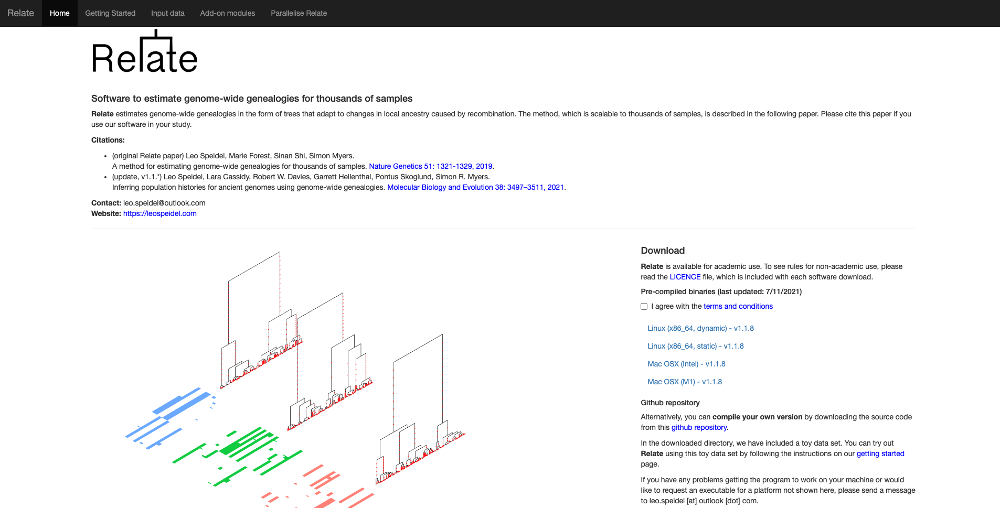 Relate Home Getting Started Input data Add-on modules Parallelise Relate
Relate
Software to estimate genome-wide genealogies for thousands of samples
Relate estimates genome-wide genealogies in the form of trees that adapt to changes in local ancestry caused by recombination. The method, which is scalable to thousands of samples, is described in the following paper. Please cite this paper if you
use our software in your study.
Citations:
• (original Relate paper) Leo Speidel, Marie Forest, Sinan Shi, Simon Myers.
A method for estimating genome-wide genealogies for thousands of samples. Nature Genetics 51: 1321-1329, 2019.
• (update, v1.1.*) Leo Speidel, Lara Cassidy, Robert W. Davies, Garrett Hellenthal, Pontus Skoglund, Simon R. Myers.
Inferring population histories for ancient genomes using genome-wide genealogies. Molecular Biology and Evolution 38: 3497–3511, 2021.
Contact: leo.speidel@outlook.com
Website: https://leospeidel.com
Download
Relate is available for academic use. To see rules for non-academic use, please
read the LICENCE file, which is included with each software download.
Pre-compiled binaries (last updated: 7/11/2021)
I agree with the terms and conditions
Linux (x86_64, dynamic) - v1.1.8
Linux (x86_64, static) - v1.1.8
Mac OSX (Intel) - v1.1.8
Mac OSX (M1) - v1.1.8
Github repository
Alternatively, you can compile your own version by downloading the source code
from this github repository.
In the downloaded directory, we have included a toy data set. You can try out
Relate using this toy data set by following the instructions on our getting started
page.
If you have any problems getting the program to work on your machine or would
like to request an executable for a platform not shown here, please send a message
to leo.speidel [at] outlook [dot] com.